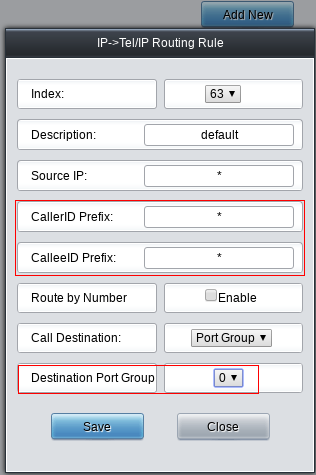 Add New
IP->Tel/IP Routing Rule
Index: 63
Description: default
Source IP: *
CallerID Prefix: *
CalleeID Prefix: *
Route by Number Enable
Call Destination: Port Group
Destination Port Group 0
Save Close